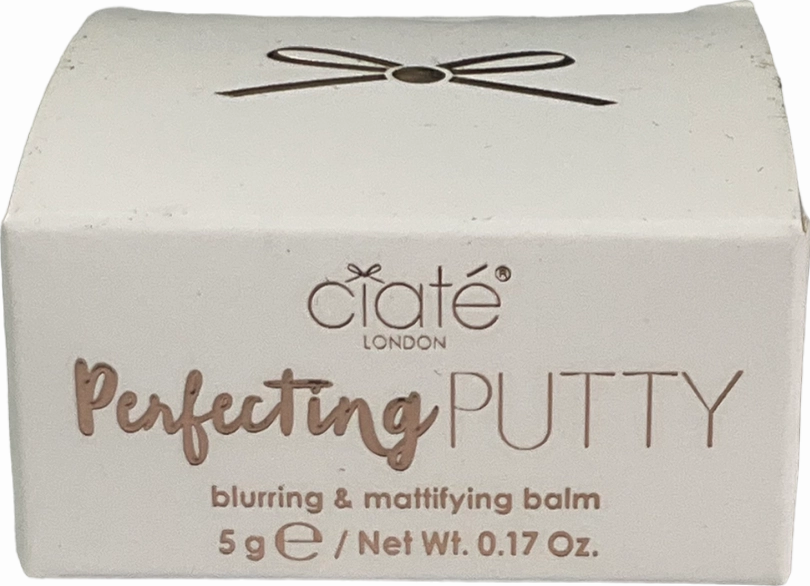 ciaté®
LONDON
Perfecting PUTTY
blurring & mattifying balm
5 g ℮ / Net Wt. 0.17 Oz.